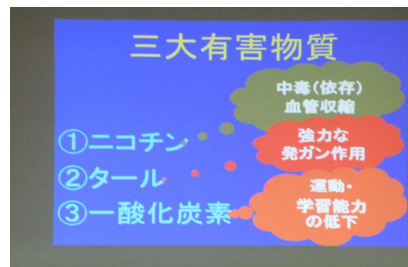 三大有害物質
①ニコチン
中毒(依存)
血管収縮
②タール
強力な
発ガン作用
③一酸化炭素
運動・
学習能力
の低下